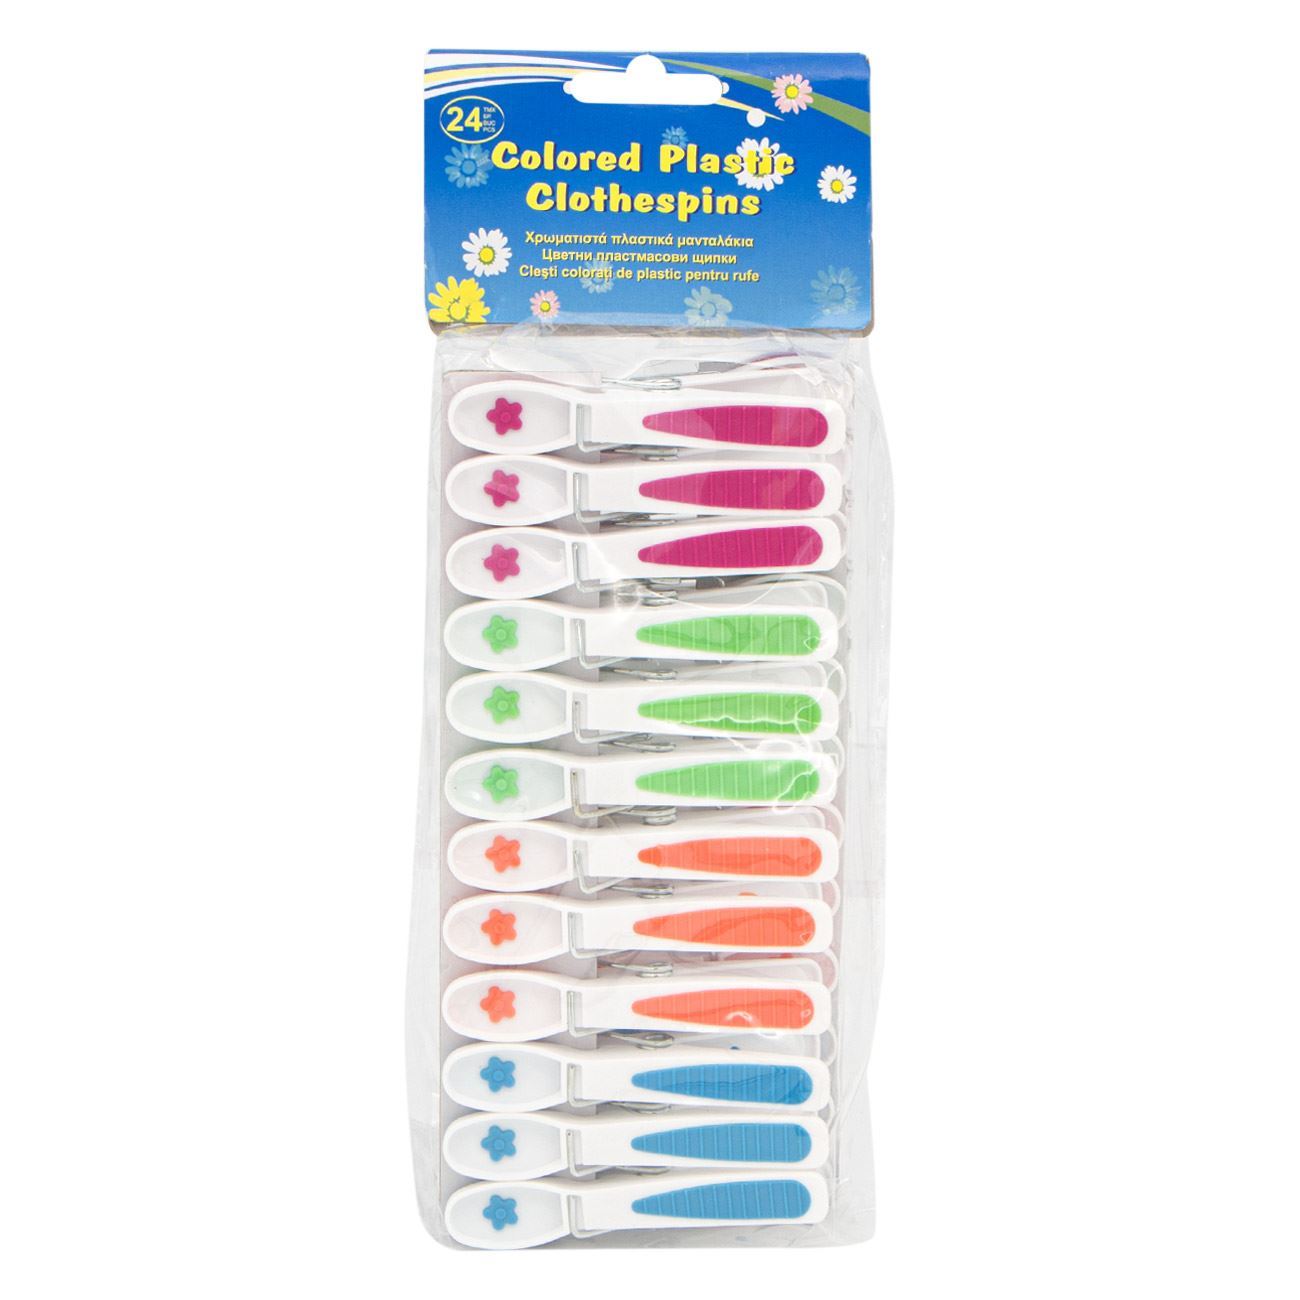 24 ΤΜΧ
БР
BUC
PCS
Colored Plastic
Clothespins
Χρωματιστά πλαστικά μανταλάκια
Цветни пластмасови щипки
Clești colorați de plastic pentru rufe